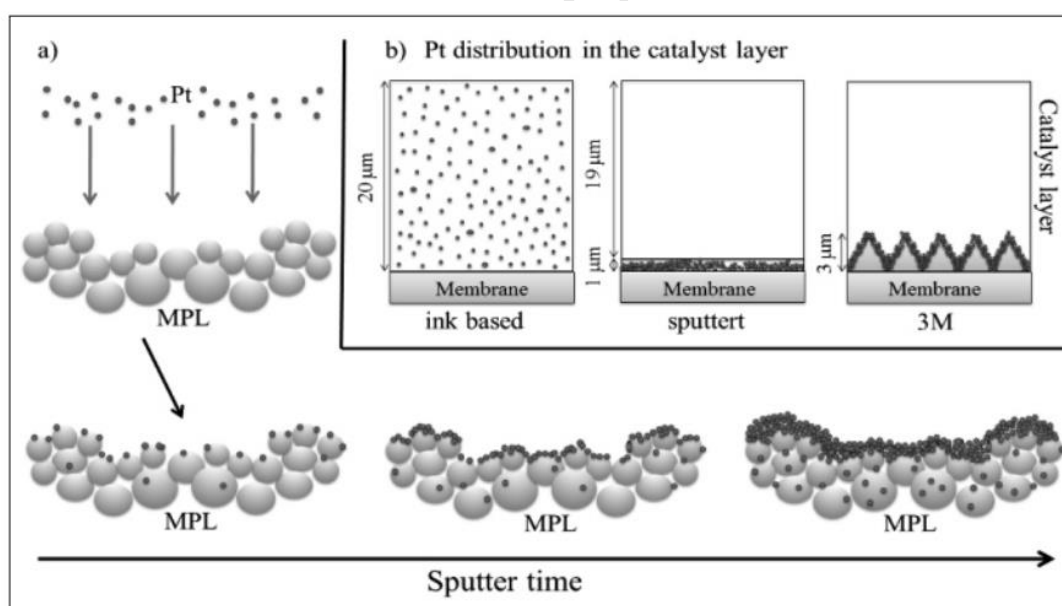 a)
Pt
MPL
b) Pt distribution in the catalyst layer
20 µm
Membrane
ink based
19 µm
1 µm
Membrane
sputtert
3 µm
Membrane
3M
Catalyst layer
MPL
MPL
MPL
Sputter time